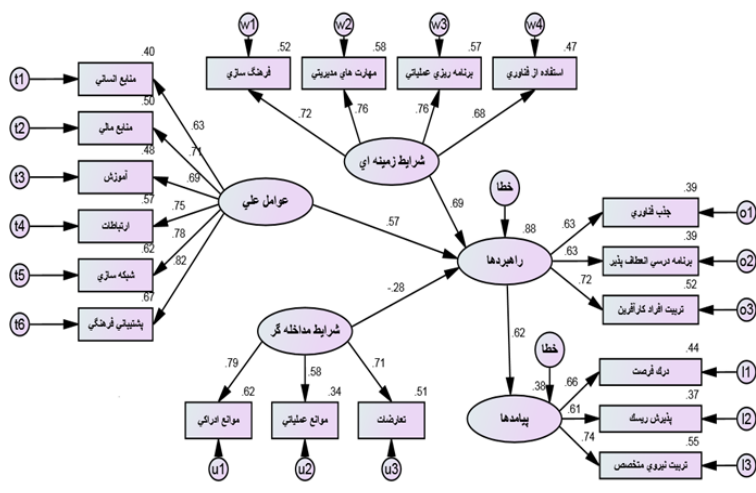 w1
w2
w3
w4
.52
.58
.57
.47
فرهنگ سازي
مهارت هاي مديريتي
برنامه ريزي عملياتي
استفاده از فناوري
.72
.76
.76
.68
شرايط زمينه اي
.69
t1
.40
منابع انساني
t2
.50
منابع مالي
t3
.48
آموزش
t4
.57
ارتباطات
t5
.62
شبكه سازي
t6
.67
پشتيباني فرهنگي
.63
.71
.69
.75
.78
.82
عوامل علي
.57
خطا
.88
راهبردها
.63
.63
.72
.39
جذب فناوري
o1
.39
برنامه درسي انعطاف پذير
o2
.52
تربيت افراد كارآفرين
o3
-.28
شرايط مداخله گر
.79
.58
.71
.62
موانع ادراكي
.34
موانع عملياتي
.51
تعارضات
u1
u2
u3
.62
خطا
.38
پيامدها
.66
.61
.74
.44
درك فرصت
l1
.37
پذيرش ريسك
l2
.55
تربيت نيروي متخصص
l3